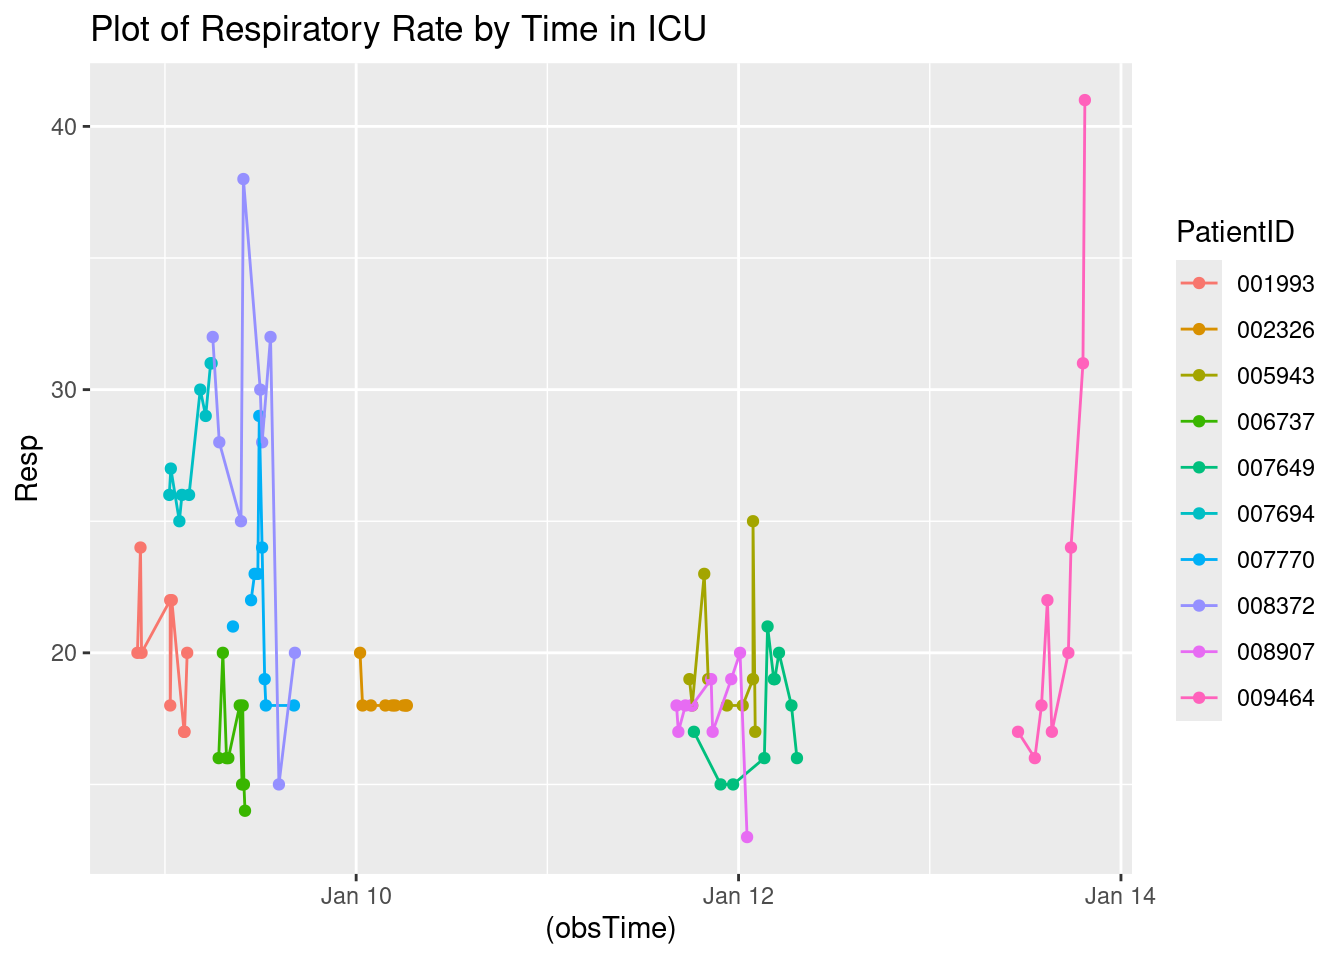 Plot of Respiratory Rate by Time in ICU
40
30
20
Resp
Jan 10
Jan 12
Jan 14
(obsTime)
PatientID
001993
002326
005943
006737
007649
007694
007770
008372
008907
009464